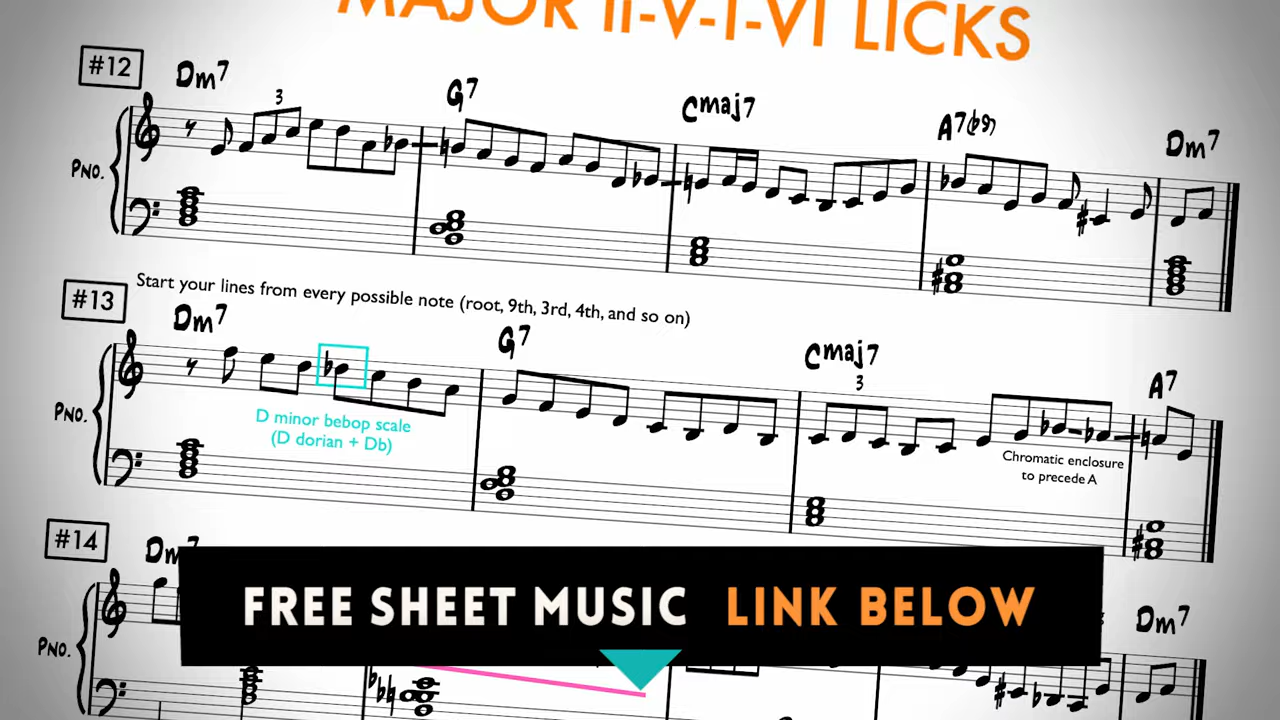 MAJOR ii-V-I-VI LICKS
#12
Dm7 G7 Cmaj7 A7(b9) Dm7
3
PNO.
#13
Start your lines from every possible note (root, 9th, 3rd, 4th, and so on)
Dm7 G7 Cmaj7 A7
3
PNO.
D minor bebop scale
(D dorian + Db)
Chromatic enclosure
to precede A
#14
Dm7 Dm7
PNO.
FREE SHEET MUSIC LINK BELOW